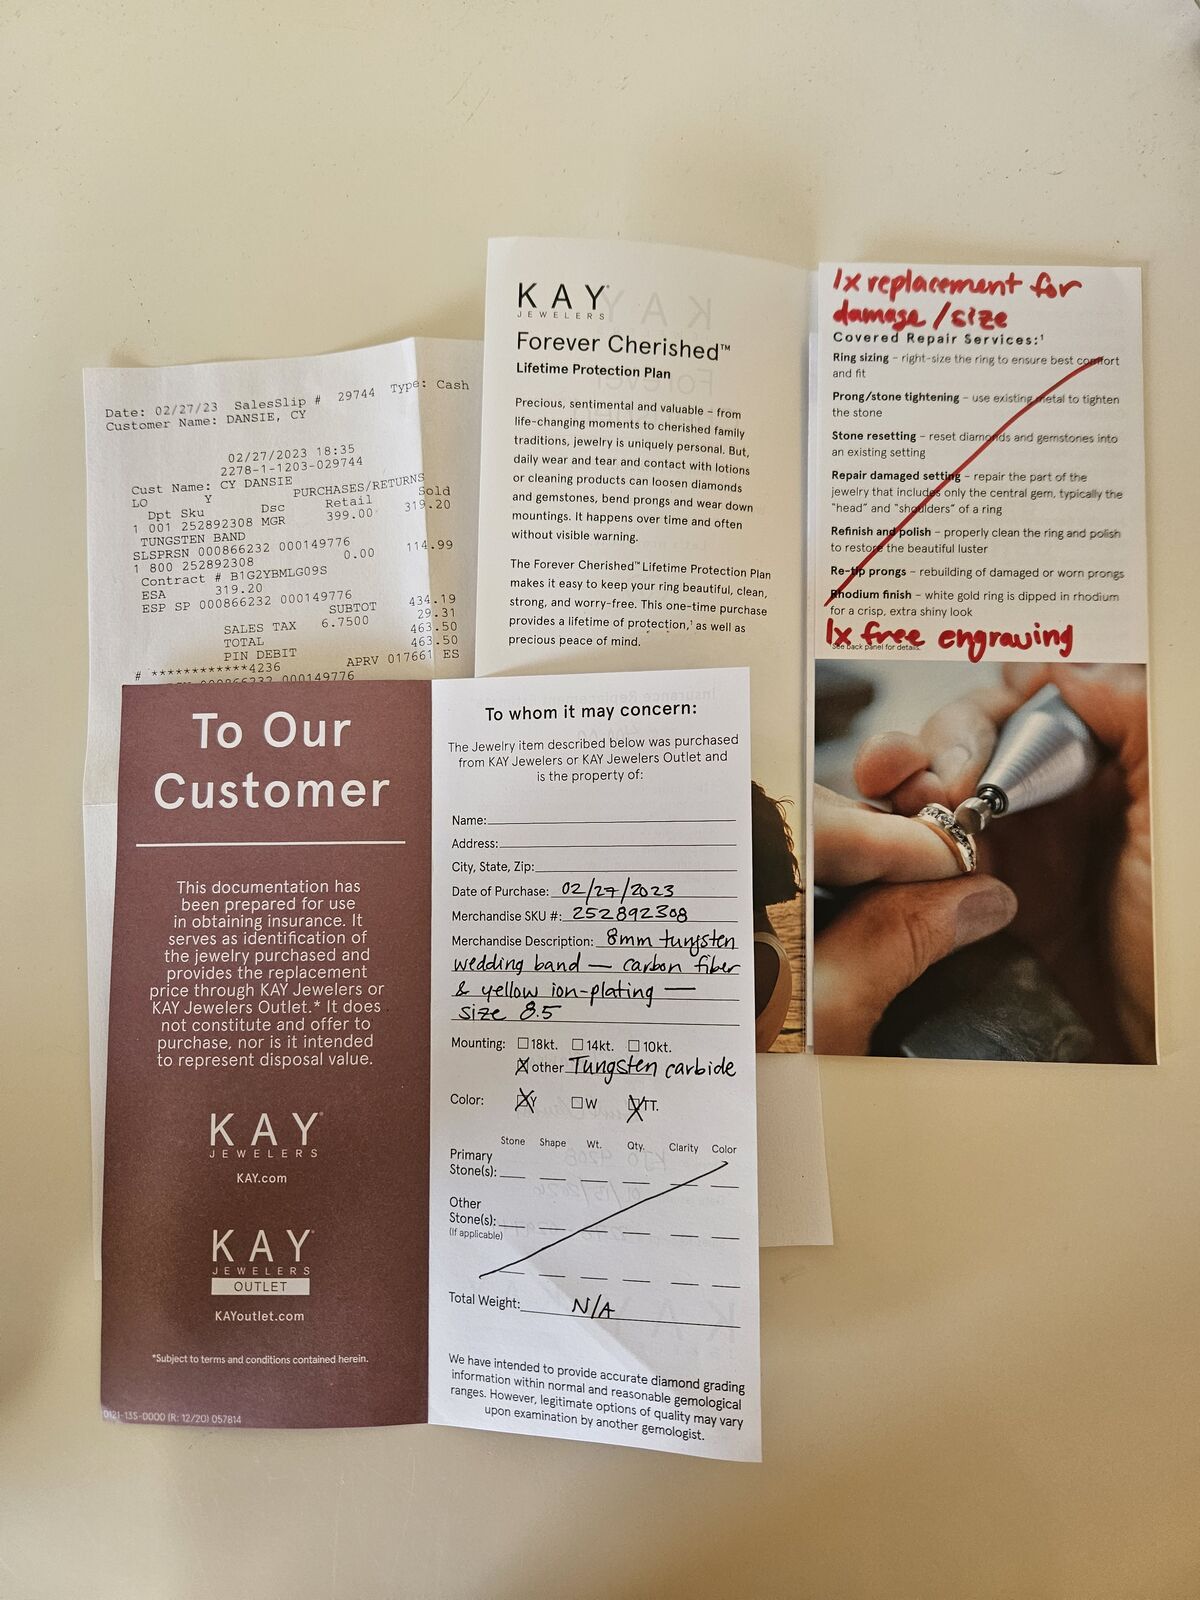 Date: 02/27/23 SalesSlip # 29744 Type: Cash
Customer Name: DANSIE, CY
02/27/2023 18:35
2278-1-1203-029744
Cust Name: CY DANSIE
LO Y PURCHASES/RETURNS
Dpt Sku Dsc Retail Sold
1 001 252892308 MGR 399.00 319.20
TUNGSTEN BAND
SLSPRSN 000866232 000149776
1 800 252892308 0.00 114.99
Contract # B1G2YBMLG09S
ESA 319.20
ESP SP 000866232 000149776
SUBTOT 434.19
SALES TAX 6.7500 29.31
TOTAL 463.50
PIN DEBIT 463.50
# ************4236 APRV 017661 ES
000866232 000149776
KAY
JEWELERS
Forever Cherished™
Lifetime Protection Plan
Precious, sentimental and valuable – from
life-changing moments to cherished family
traditions, jewelry is uniquely personal. But,
daily wear and tear and contact with lotions
or cleaning products can loosen diamonds
and gemstones, bend prongs and wear down
mountings. It happens over time and often
without visible warning.
The Forever Cherished™ Lifetime Protection Plan
makes it easy to keep your ring beautiful, clean,
strong, and worry-free. This one-time purchase
provides a lifetime of protection,¹ as well as
precious peace of mind.
1x replacement for
damage/size
Covered Repair Services:¹
Ring sizing – right-size the ring to ensure best comfort
and fit
Prong/stone tightening – use existing metal to tighten
the stone
Stone resetting – reset diamonds and gemstones into
an existing setting
Repair damaged setting – repair the part of the
jewelry that includes only the central gem, typically the
"head" and "shoulders" of a ring
Refinish and polish – properly clean the ring and polish
to restore the beautiful luster
Re-tip prongs – rebuilding of damaged or worn prongs
Rhodium finish – white gold ring is dipped in rhodium
for a crisp, extra shiny look
1x free engraving
See back panel for details.
To Our
Customer
This documentation has
been prepared for use
in obtaining insurance. It
serves as identification of
the jewelry purchased and
provides the replacement
price through KAY Jewelers or
KAY Jewelers Outlet.* It does
not constitute and offer to
purchase, nor is it intended
to represent disposal value.
KAY®
JEWELERS
KAY.com
KAY®
JEWELERS
OUTLET
KAYoutlet.com
*Subject to terms and conditions contained herein.
0121-13S-0000 (R: 12/20) 057814
To whom it may concern:
The Jewelry item described below was purchased
from KAY Jewelers or KAY Jewelers Outlet and
is the property of:
Name:
Address:
City, State, Zip:
Date of Purchase: 02/27/2023
Merchandise SKU #: 252892308
Merchandise Description: 8mm tungsten
wedding band — carbon fiber
& yellow ion-plating —
size 8.5
Mounting: 18kt. 14kt. 10kt.
other Tungsten carbide
Color: Y W TT.
Stone Shape Wt. Qty. Clarity Color
Primary
Stone(s):
Other
Stone(s):
(If applicable)
Total Weight: N/A
We have intended to provide accurate diamond grading
information within normal and reasonable gemological
ranges. However, legitimate options of quality may vary
upon examination by another gemologist.